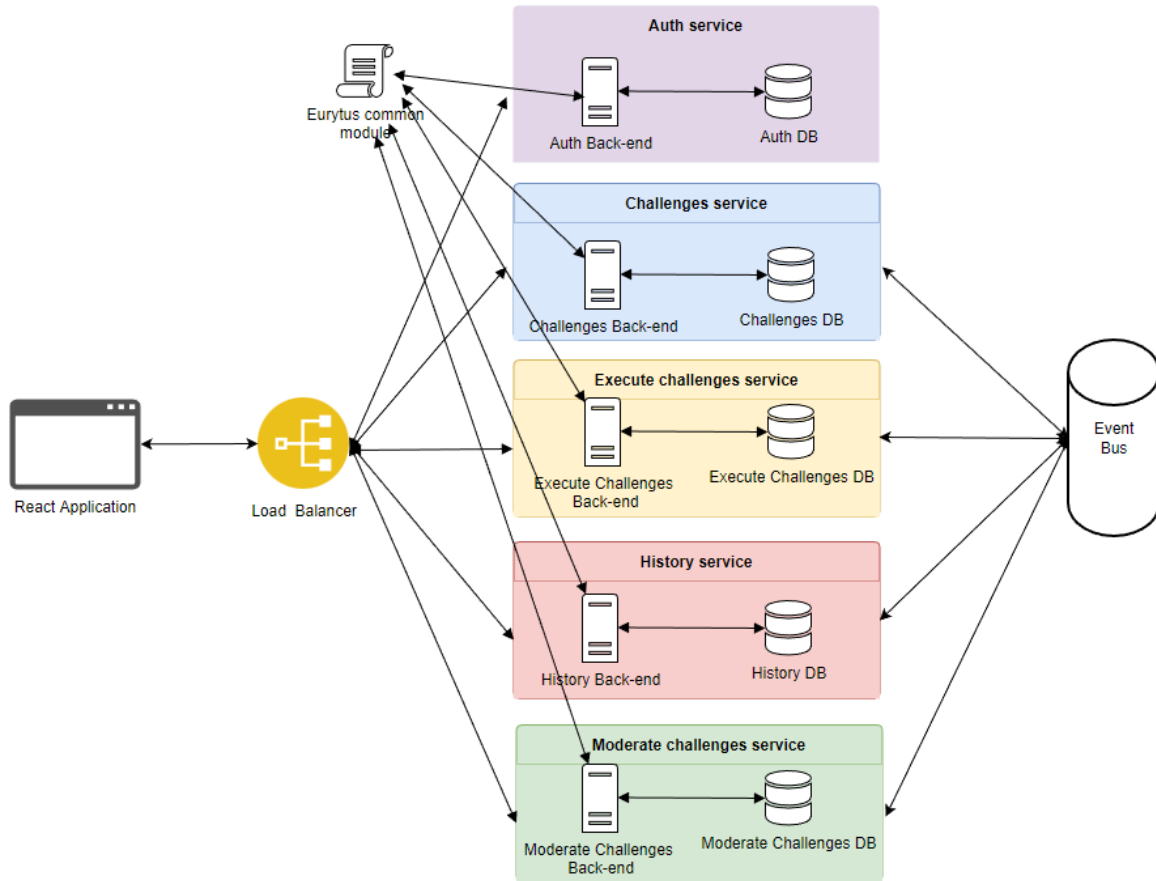 Auth service
Eurytus common
module
Auth Back-end
Auth DB
Challenges service
Challenges Back-end
Challenges DB
Execute challenges service
Execute Challenges
Back-end
Execute Challenges DB
React Application
Load Balancer
Event
Bus
History service
History Back-end
History DB
Moderate challenges service
Moderate Challenges
Back-end
Moderate Challenges DB